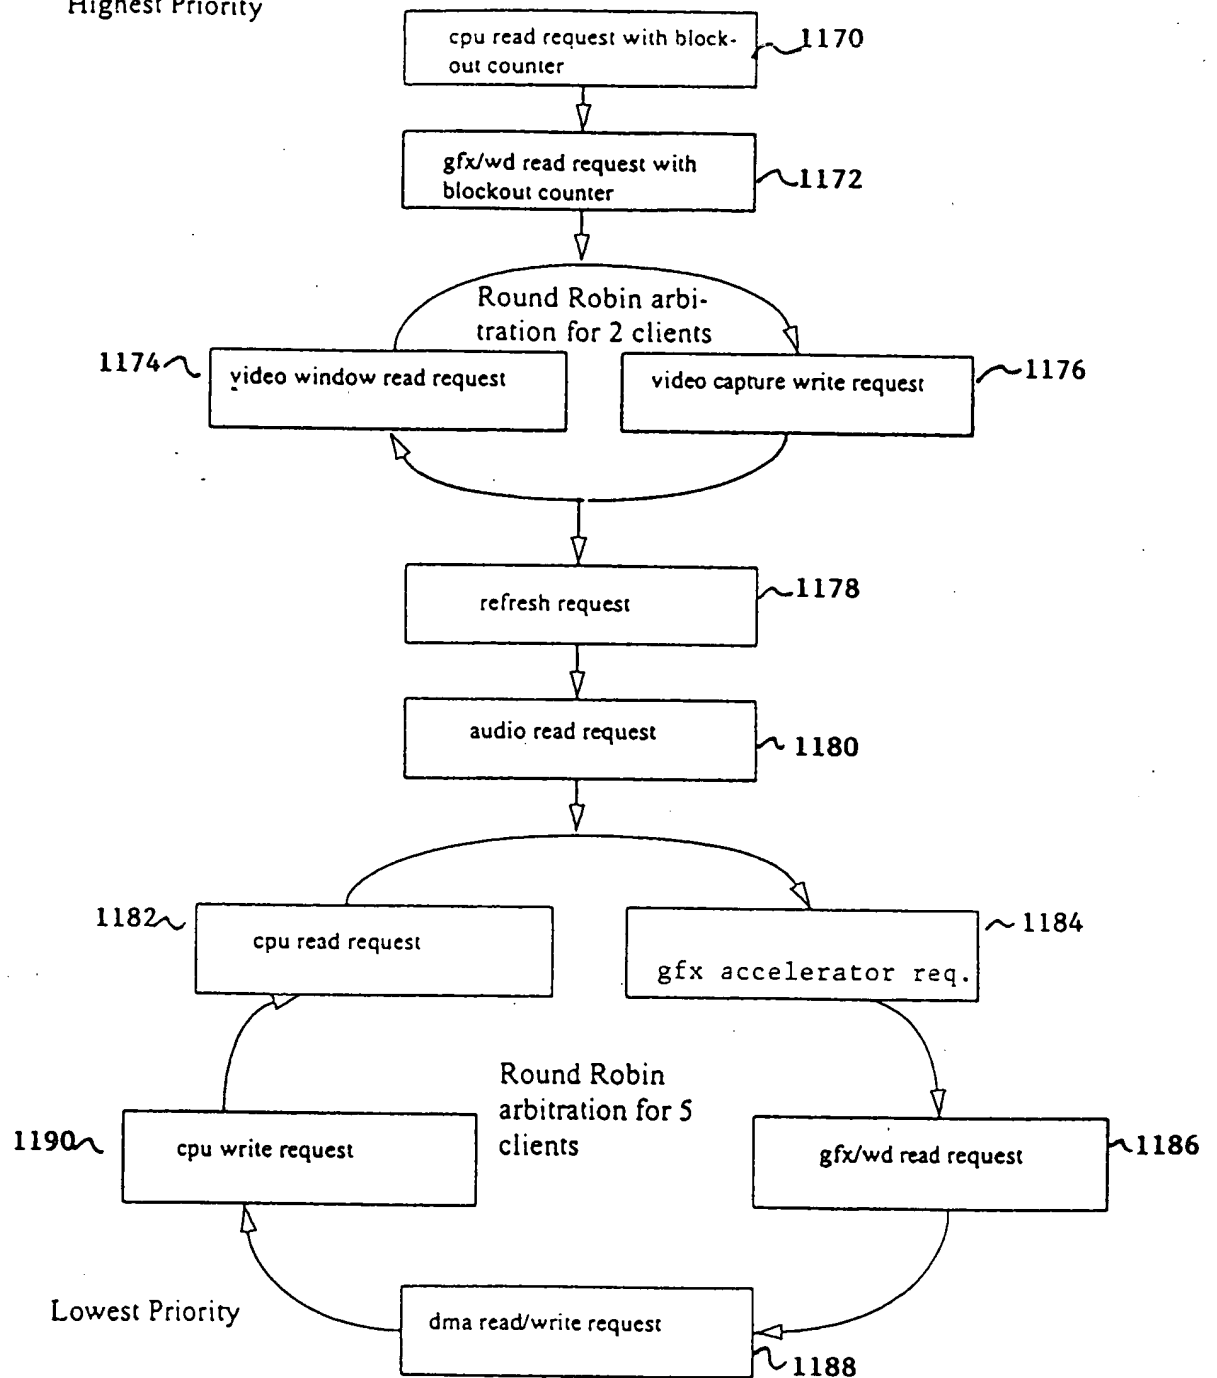 Highest Priority
cpu read request with block-
out counter
1170
gfx/wd read request with
blockout counter
1172
Round Robin arbi-
tration for 2 clients
1174
video window read request
video capture write request
1176
refresh request
1178
audio read request
1180
1182
cpu read request
gfx accelerator req.
1184
Round Robin
arbitration for 5
clients
1190
cpu write request
gfx/wd read request
1186
Lowest Priority
dma read/write request
1188